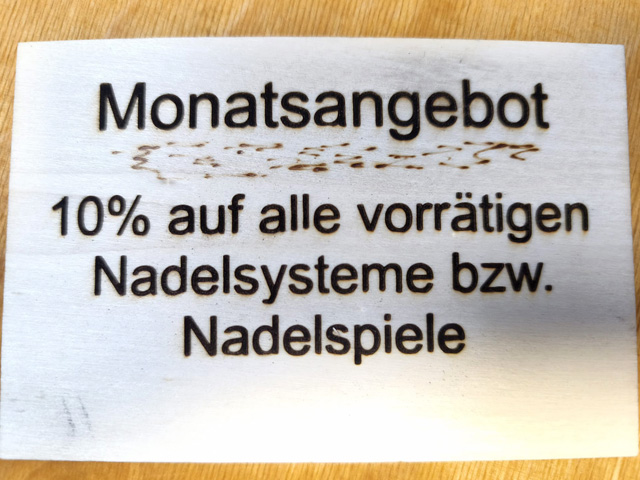 Monatsangebot
10% auf alle vorrätigen
Nadelsysteme bzw.
Nadelspiele